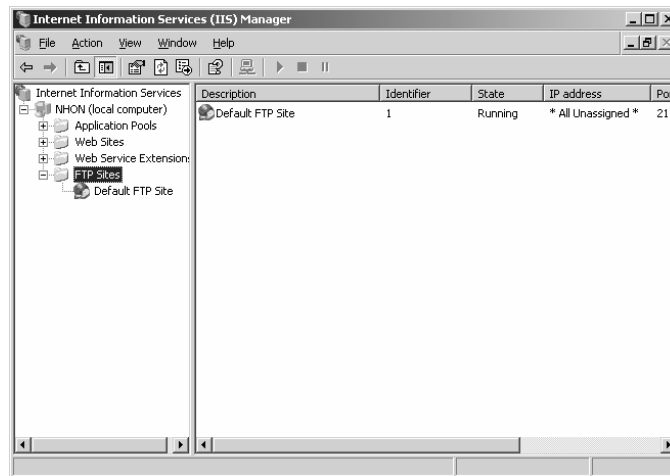 Internet Information Services (IIS) Manager
File Action View Window Help
Internet Information Services
NHON (local computer)
Application Pools
Web Sites
Web Service Extension
FTP Sites
Default FTP Site
Description Identifier State IP address Po
Default FTP Site 1 Running * All Unassigned * 21